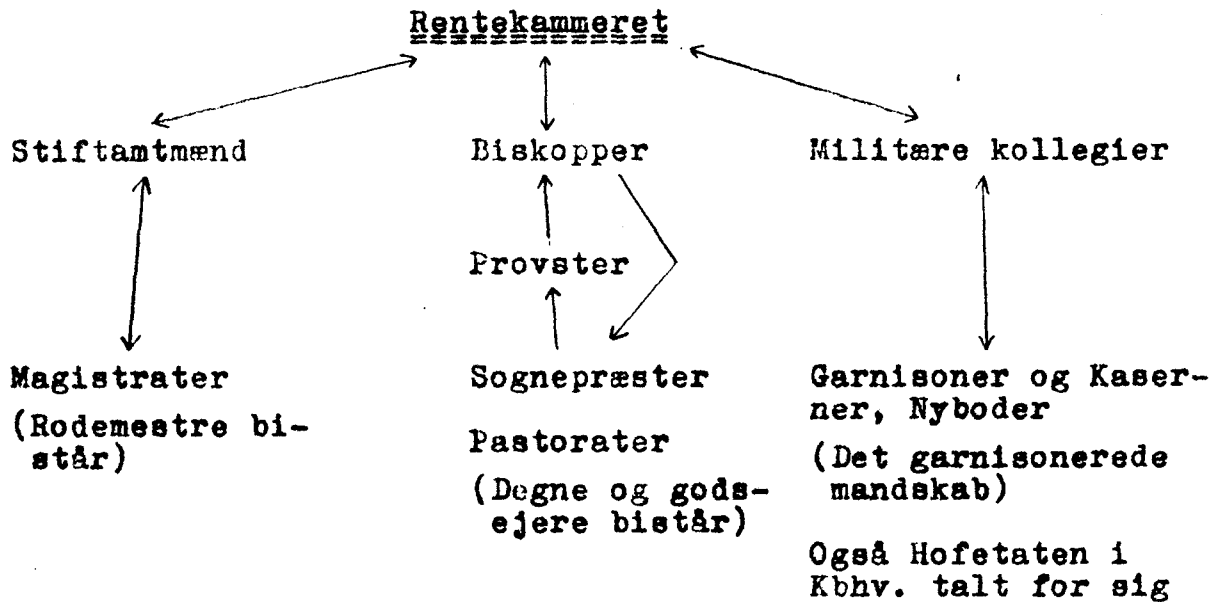 Rentekammeret
Stiftamtmænd
Biskopper
Militære kollegier
Provster
Magistrater
(Rodemestre bi-
står)
Sognepræster
Pastorater
(Degne og gods-
ejere bistår)
Garnisoner og Kaser-
ner, Nyboder
(Det garnisonerede
mandskab)
Også Hofetaten i
Kbhv. talt for sig